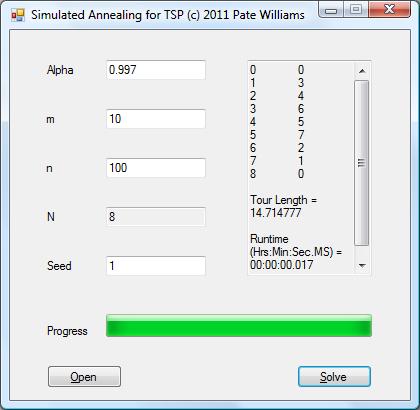 Simulated Annealing for TSP (c) 2011 Pate Williams
Alpha 0.997
m 10
n 100
N 8
Seed 1
0 0
1 3
2 4
3 6
4 5
5 7
6 2
7 1
8 0
Tour Length =
14.714777
Runtime
(Hrs:Min:Sec.MS) =
00:00:00.017
Progress
Open Solve